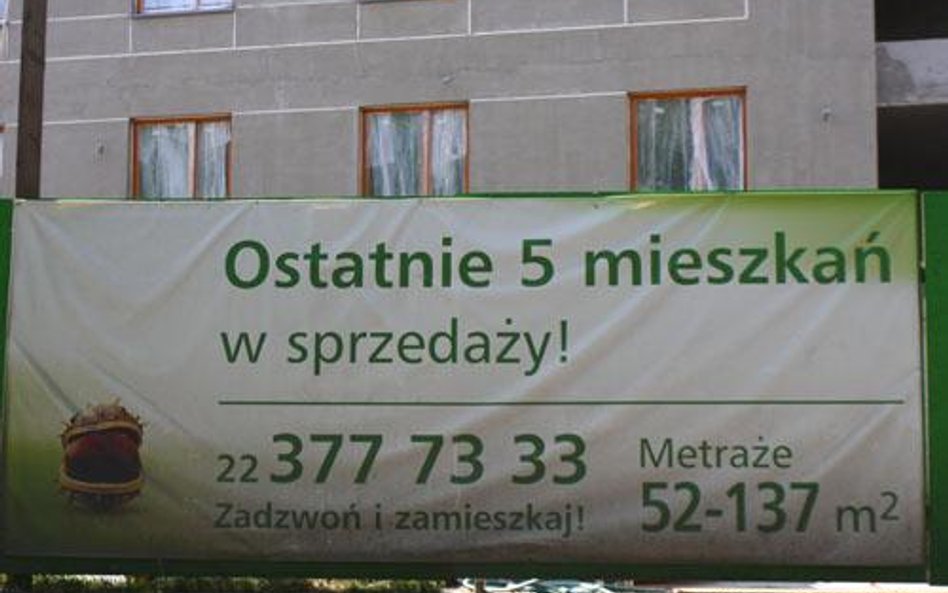 Ostatnie 5 mieszkań
w sprzedaży!
22 377 73 33
Zadzwoń i zamieszkaj!
Metraże
52-137 m²